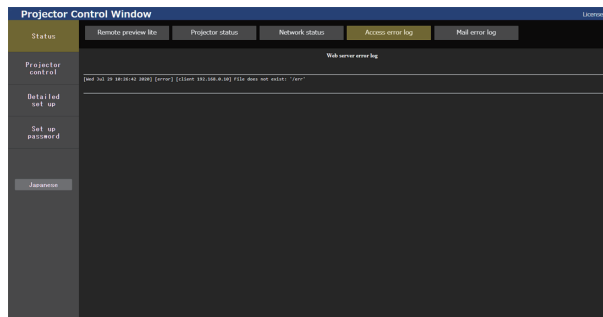 Projector Control Window
License
Status
Remote preview lite
Projector status
Network status
Access error log
Mail error log
Projector
control
Detailed
set up
Set up
password
Japanese
Web server error log
[Wed Jul 29 10:26:42 2020] [error] [client 192.168.0.10] File does not exist: '/err'